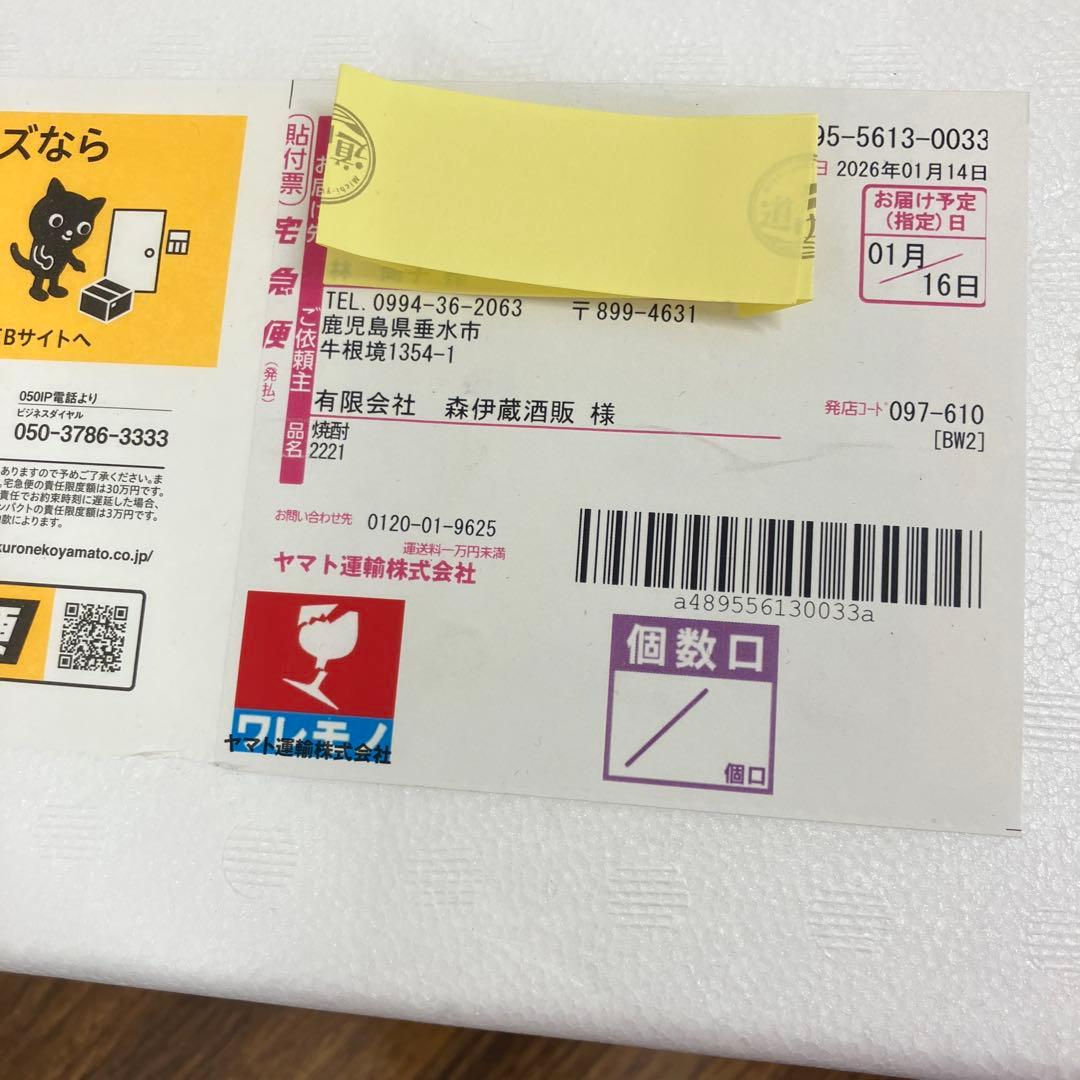 ズなら
Bサイトへ
050IP電話より
ビジネスダイヤル
050-3786-3333
ありますので予めご了承ください。ま
宅急便の責任限度額は30万円です。
責任でお約束時刻に遅延した場合、
ンパクトの責任限度額は3万円です。
款によります。
uronekoyamato.co.jp/
(貼付票)
宅急便
(発払)
お届け先
道
Michi-
95-5613-0033
日 2026年01月14日
お届け予定
(指定)日
01月
16日
ご依頼主
TEL. 0994-36-2063 〒899-4631
鹿児島県垂水市
牛根境1354-1
有限会社 森伊蔵酒販 様
発店コード 097-610
[BW2]
品名
焼酎
2221
お問い合わせ先 0120-01-9625
運送料一万円未満
ヤマト運輸株式会社
a489556130033a
ワレモノ
ヤマト運輸株式会社
個数口
個口